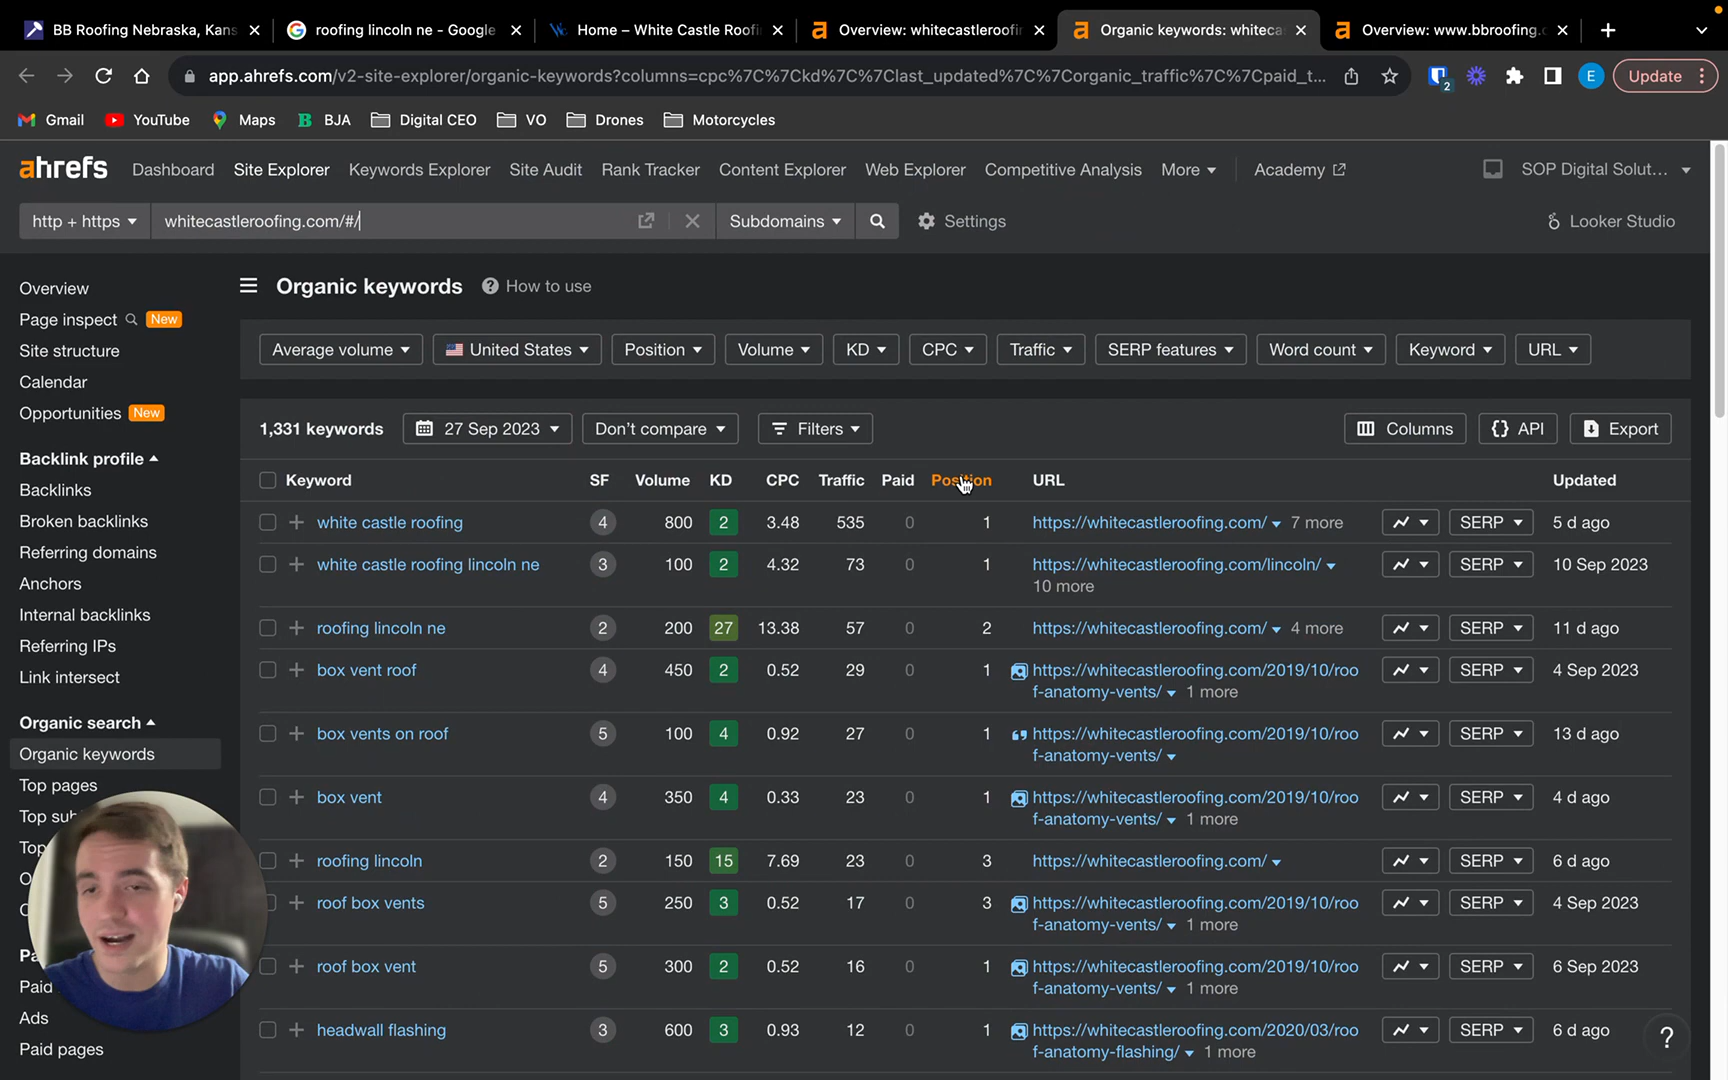 BB Roofing Nebraska, Kans
roofing lincoln ne - Google
Home – White Castle Roofi
Overview: whitecastleroofin
Organic keywords: whiteca
Overview: www.bbroofing.c
app.ahrefs.com/v2-site-explorer/organic-keywords?columns=cpc%7C%7Ckd%7C%7Clast_updated%7C%7Corganic_traffic%7C%7Cpaid_t...
2
E
Update
Gmail
YouTube
Maps
BJA
Digital CEO
VO
Drones
Motorcycles
ahrefs
Dashboard
Site Explorer
Keywords Explorer
Site Audit
Rank Tracker
Content Explorer
Web Explorer
Competitive Analysis
More
Academy
SOP Digital Solut...
http + https
whitecastleroofing.com/#/
Subdomains
Settings
Looker Studio
Overview
Page inspect New
Site structure
Calendar
Opportunities New
Backlink profile
Backlinks
Broken backlinks
Referring domains
Anchors
Internal backlinks
Referring IPs
Link intersect
Organic search
Organic keywords
Top pages
Top sub
Top
Pa
Paid
Ads
Paid pages
Organic keywords
How to use
Average volume
United States
Position
Volume
KD
CPC
Traffic
SERP features
Word count
Keyword
URL
1,331 keywords
27 Sep 2023
Don't compare
Filters
Columns
API
Export
Keyword SF Volume KD CPC Traffic Paid Position URL Updated
white castle roofing 4 800 2 3.48 535 0 1 https://whitecastleroofing.com/ 7 more SERP 5 d ago
white castle roofing lincoln ne 3 100 2 4.32 73 0 1 https://whitecastleroofing.com/lincoln/ SERP 10 Sep 2023
10 more
roofing lincoln ne 2 200 27 13.38 57 0 2 https://whitecastleroofing.com/ 4 more SERP 11 d ago
box vent roof 4 450 2 0.52 29 0 1 https://whitecastleroofing.com/2019/10/roo SERP 4 Sep 2023
f-anatomy-vents/ 1 more
box vents on roof 5 100 4 0.92 27 0 1 https://whitecastleroofing.com/2019/10/roo SERP 13 d ago
f-anatomy-vents/
box vent 4 350 4 0.33 23 0 1 https://whitecastleroofing.com/2019/10/roo SERP 4 d ago
f-anatomy-vents/ 1 more
roofing lincoln 2 150 15 7.69 23 0 3 https://whitecastleroofing.com/ SERP 6 d ago
roof box vents 5 250 3 0.52 17 0 3 https://whitecastleroofing.com/2019/10/roo SERP 4 Sep 2023
f-anatomy-vents/ 1 more
roof box vent 5 300 2 0.52 16 0 1 https://whitecastleroofing.com/2019/10/roo SERP 6 Sep 2023
f-anatomy-vents/ 1 more
headwall flashing 3 600 3 0.93 12 0 1 https://whitecastleroofing.com/2020/03/roo SERP 6 d ago
f-anatomy-flashing/ 1 more
?